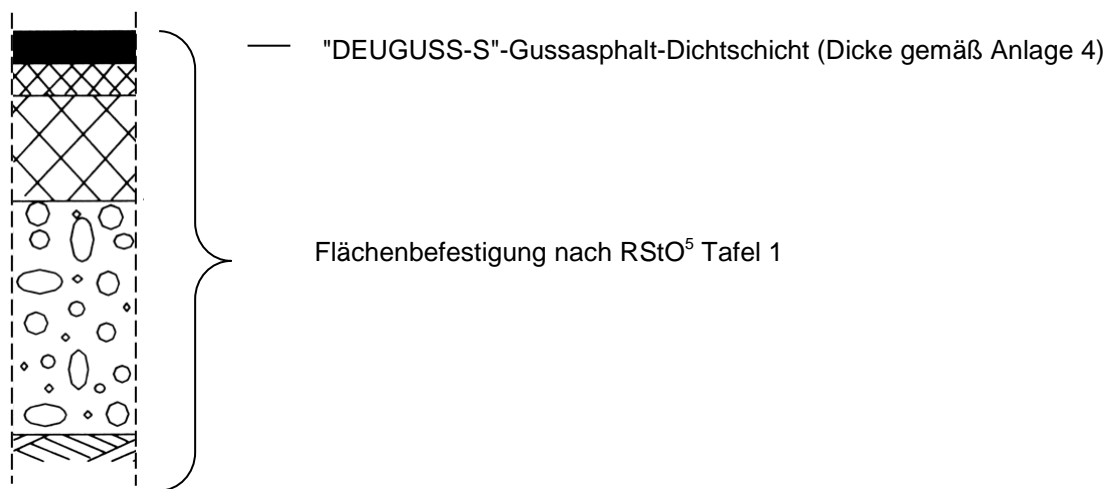 "DEUGUSS-S"-Gussasphalt-Dichtschicht (Dicke gemäß Anlage 4)
Flächenbefestigung nach RStO⁵ Tafel 1